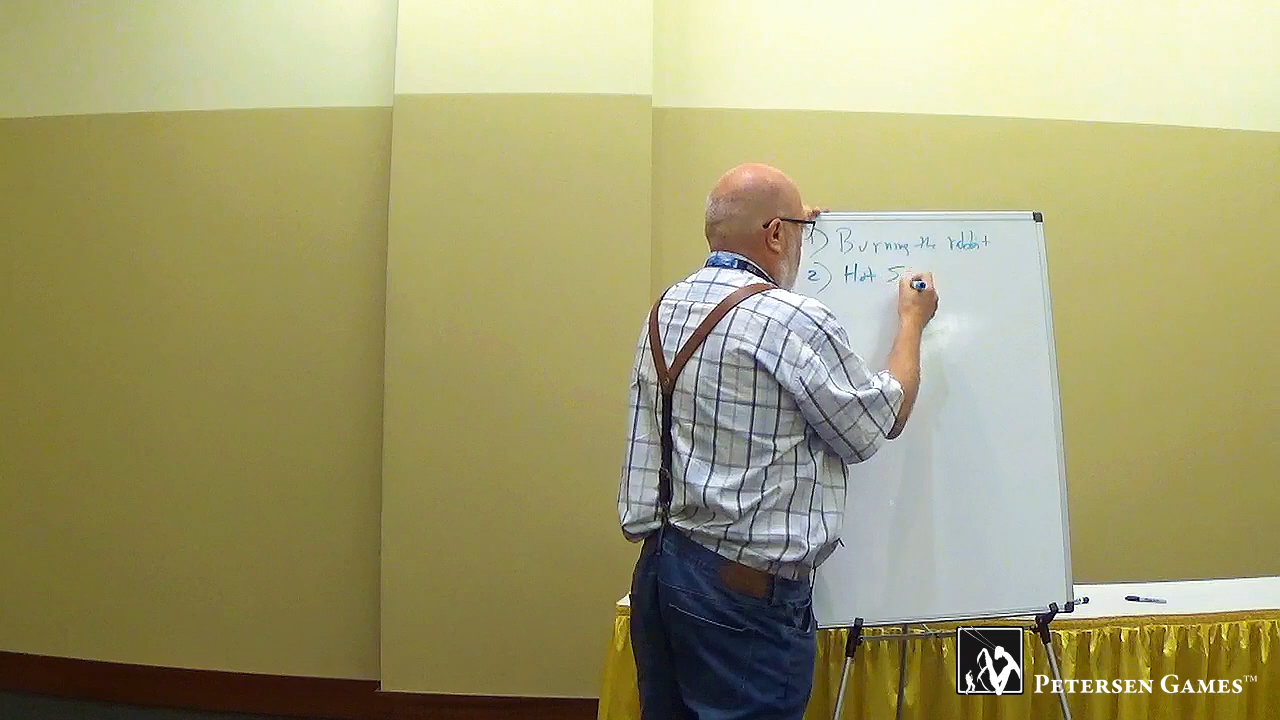 1) Burning the rabbit
2) Hot S
PETERSEN GAMES™